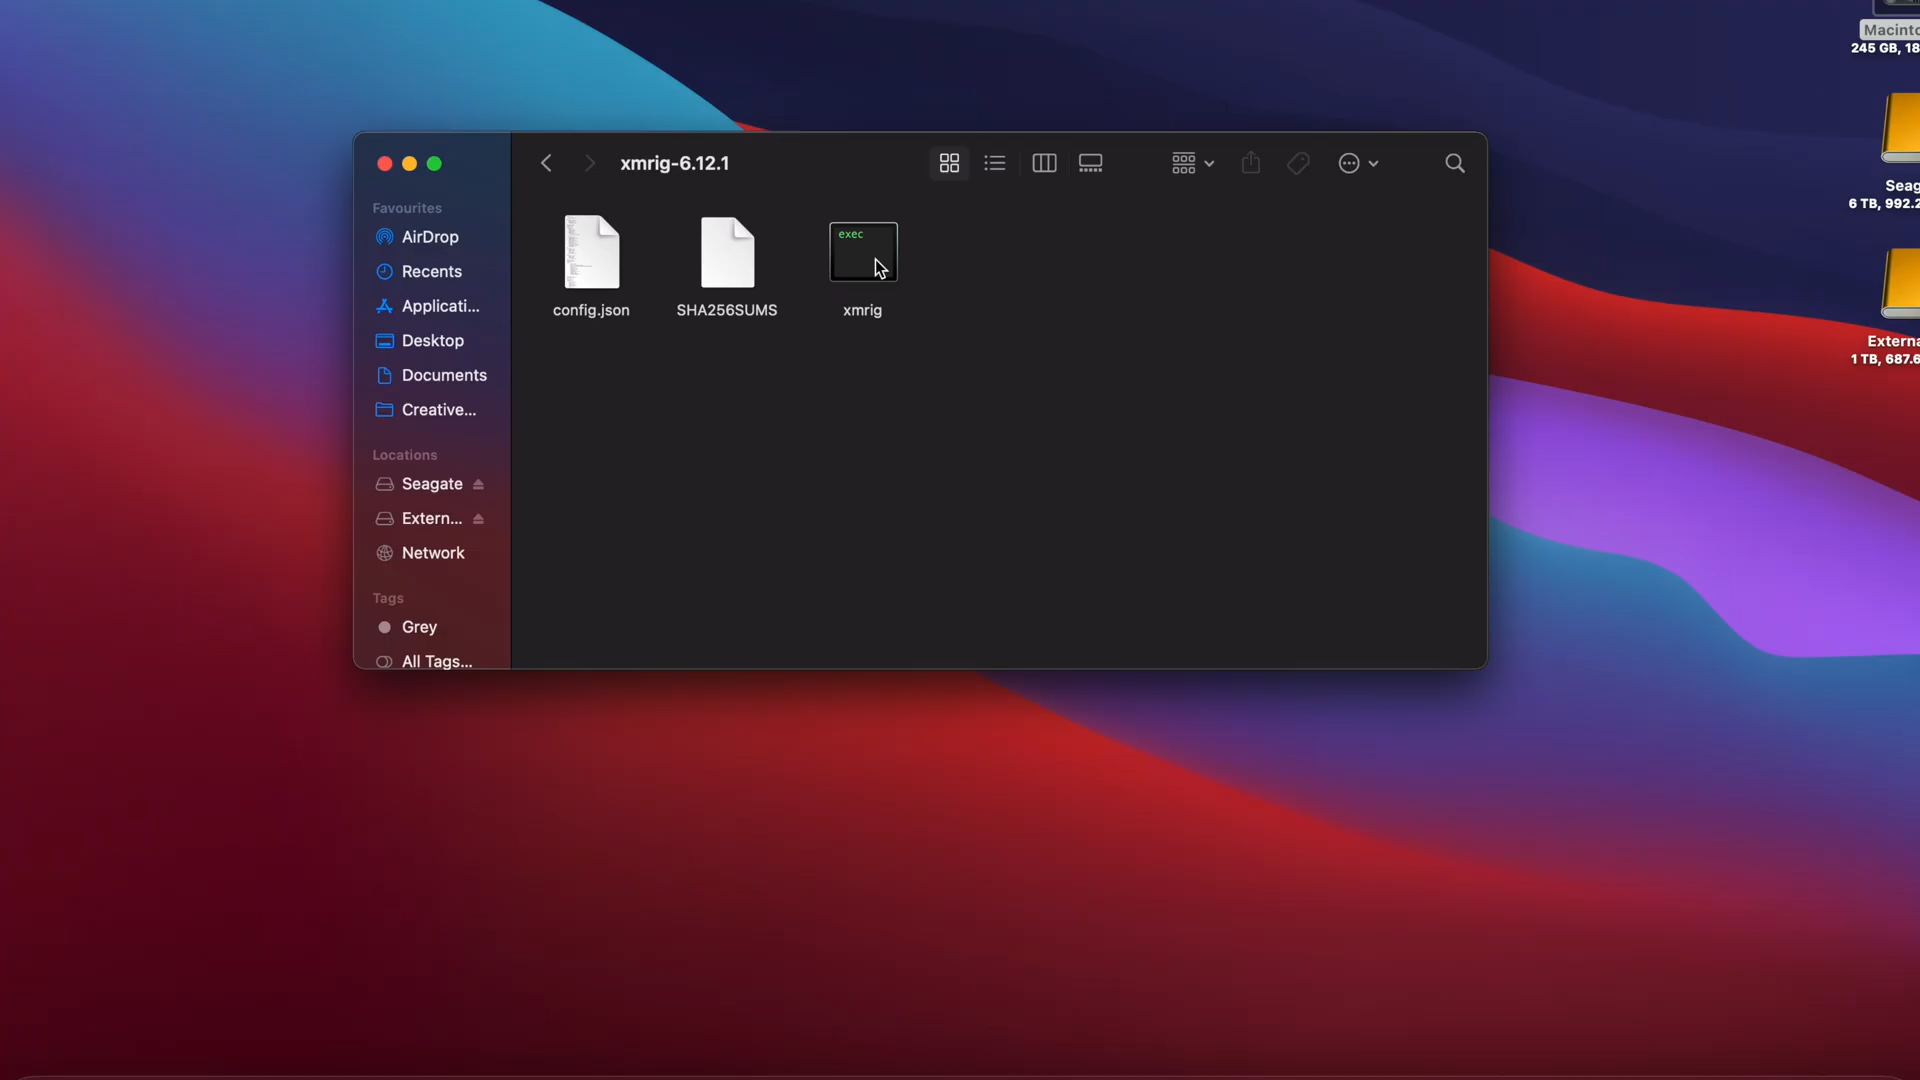 xmrig-6.12.1
Favourites
AirDrop
Recents
Applicati...
Desktop
Documents
Creative...
Locations
Seagate
Extern...
Network
Tags
Grey
All Tags...
config.json
SHA256SUMS
exec
xmrig
Macinto
245 GB, 18
Seag
6 TB, 992.2
Externa
1 TB, 687.6